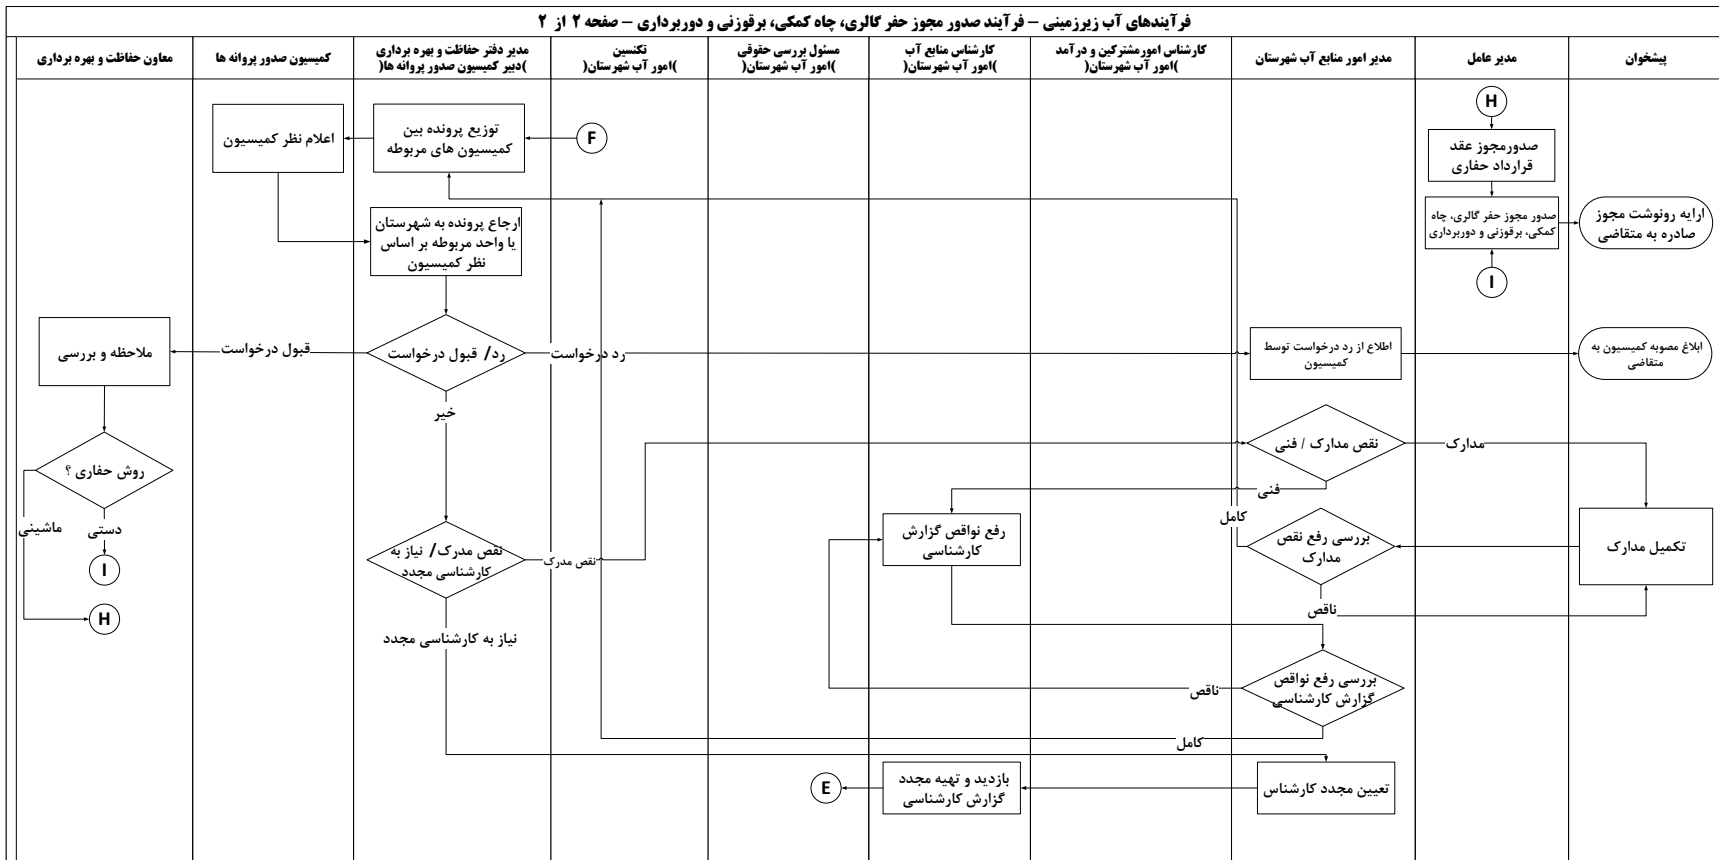 فرآیندهای آب زیرزمینی – فرآیند صدور مجوز حفر گالری، چاه کمکی، برقوزنی و دوربرداری – صفحه ۲ از ۲
پیشخوان
مدیر عامل
مدیر امور منابع آب شهرستان
کارشناس امورمشترکین و درآمد
)امور آب شهرستان(
کارشناس منابع آب
)امور آب شهرستان(
مسئول بررسی حقوقی
)امور آب شهرستان(
تکنسین
)امور آب شهرستان(
مدیر دفتر حفاظت و بهره برداری
)دبیر کمیسیون صدور پروانه ها(
کمیسیون صدور پروانه ها
معاون حفاظت و بهره برداری
H
صدورمجوز عقد
قرارداد حفاری
صدور مجوز حفر گالری، چاه
کمکی، برقوزنی و دوربرداری
ارایه رونوشت مجوز
صادره به متقاضی
I
F
توزیع پرونده بین
کمیسیون های مربوطه
اعلام نظر کمیسیون
ارجاع پرونده به شهرستان
یا واحد مربوطه بر اساس
نظر کمیسیون
رد/ قبول درخواست
رد درخواست
قبول درخواست
خیر
اطلاع از رد درخواست توسط
کمیسیون
ابلاغ مصوبه کمیسیون به
متقاضی
ملاحظه و بررسی
روش حفاری ؟
ماشینی
دستی
I
H
نقص مدارک / فنی
مدارک
فنی
کامل
تکمیل مدارک
بررسی رفع نقص
مدارک
ناقص
رفع نواقص گزارش
کارشناسی
نقص مدرک/ نیاز به
کارشناسی مجدد
نقص مدرک
نیاز به کارشناسی مجدد
بررسی رفع نواقص
گزارش کارشناسی
ناقص
کامل
تعیین مجدد کارشناس
بازدید و تهیه مجدد
گزارش کارشناسی
E